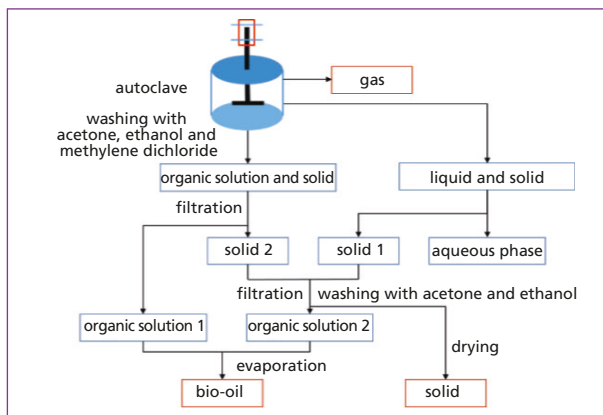 autoclave
gas
washing with
acetone, ethanol and
methylene dichloride
organic solution and solid
liquid and solid
filtration
solid 2
solid 1
aqueous phase
filtration
washing with acetone and ethanol
organic solution 1
organic solution 2
drying
evaporation
bio-oil
solid